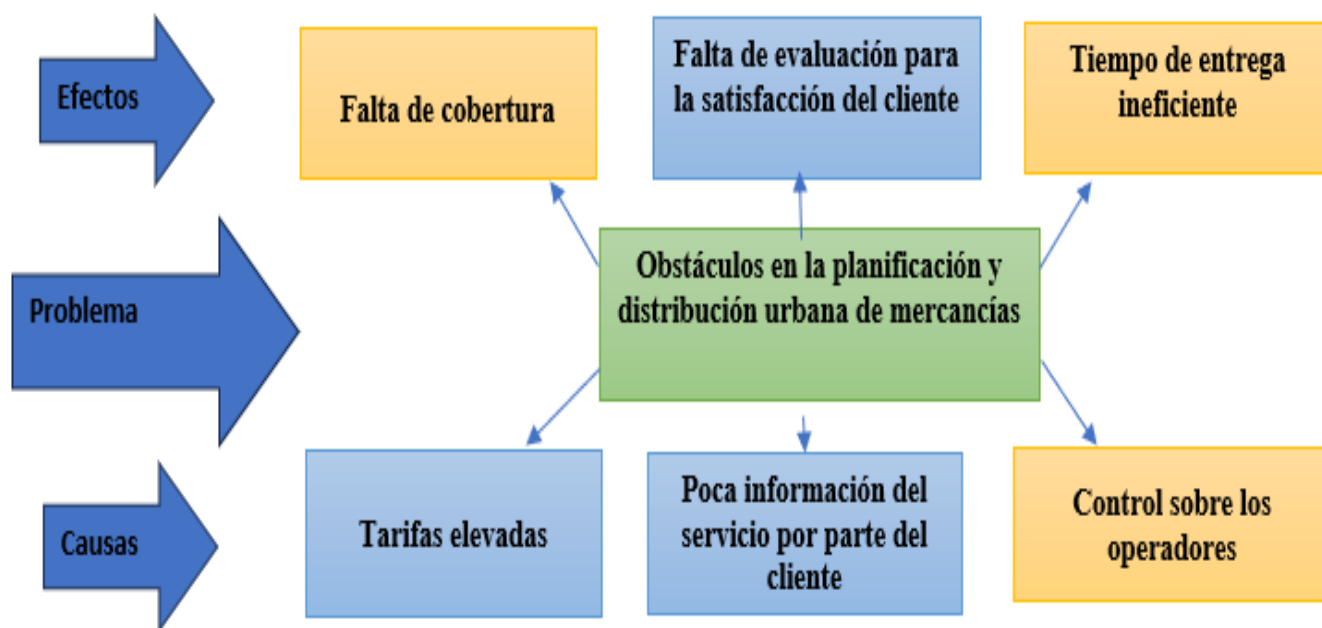 Efectos
Falta de cobertura
Falta de evaluación para
la satisfacción del cliente
Tiempo de entrega
ineficiente
Problema
Obstáculos en la planificación y
distribución urbana de mercancías
Causas
Tarifas elevadas
Poca información del
servicio por parte del
cliente
Control sobre los
operadores